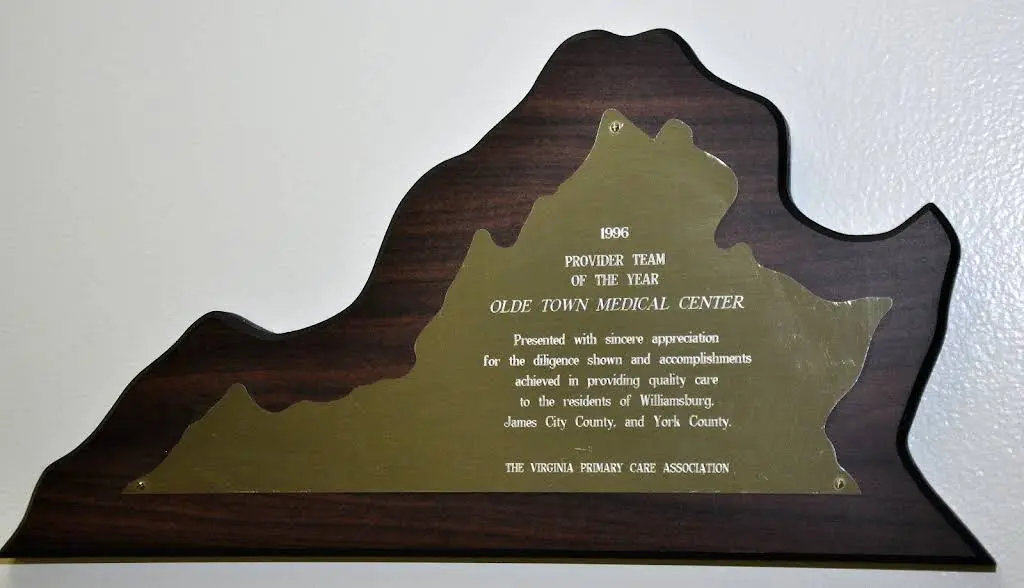 1996
PROVIDER TEAM
OF THE YEAR
OLDE TOWN MEDICAL CENTER
Presented with sincere appreciation
for the diligence shown and accomplishments
achieved in providing quality care
to the residents of Williamsburg,
James City County, and York County.
THE VIRGINIA PRIMARY CARE ASSOCIATION